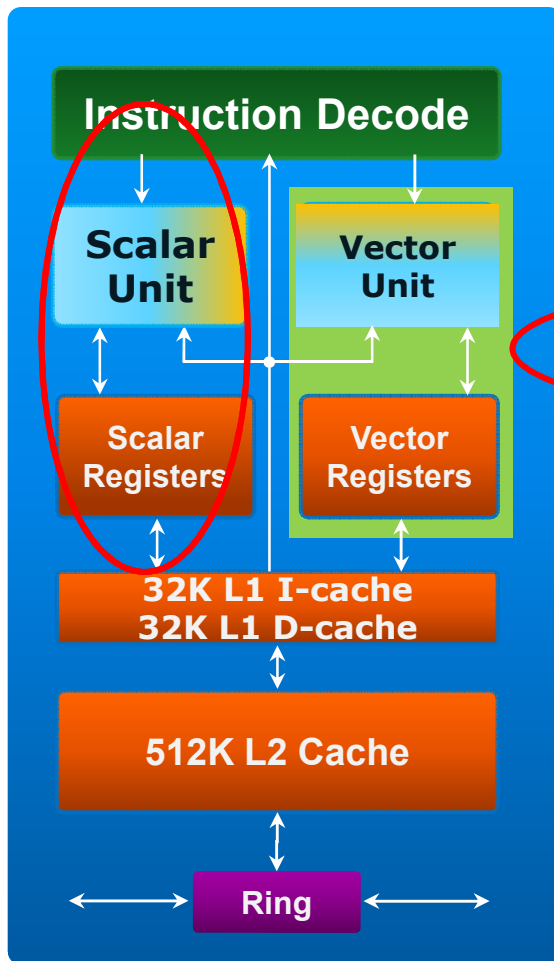 Instruction Decode
Scalar
Unit
Vector
Unit
Scalar
Registers
Vector
Registers
32K L1 I-cache
32K L1 D-cache
512K L2 Cache
Ring